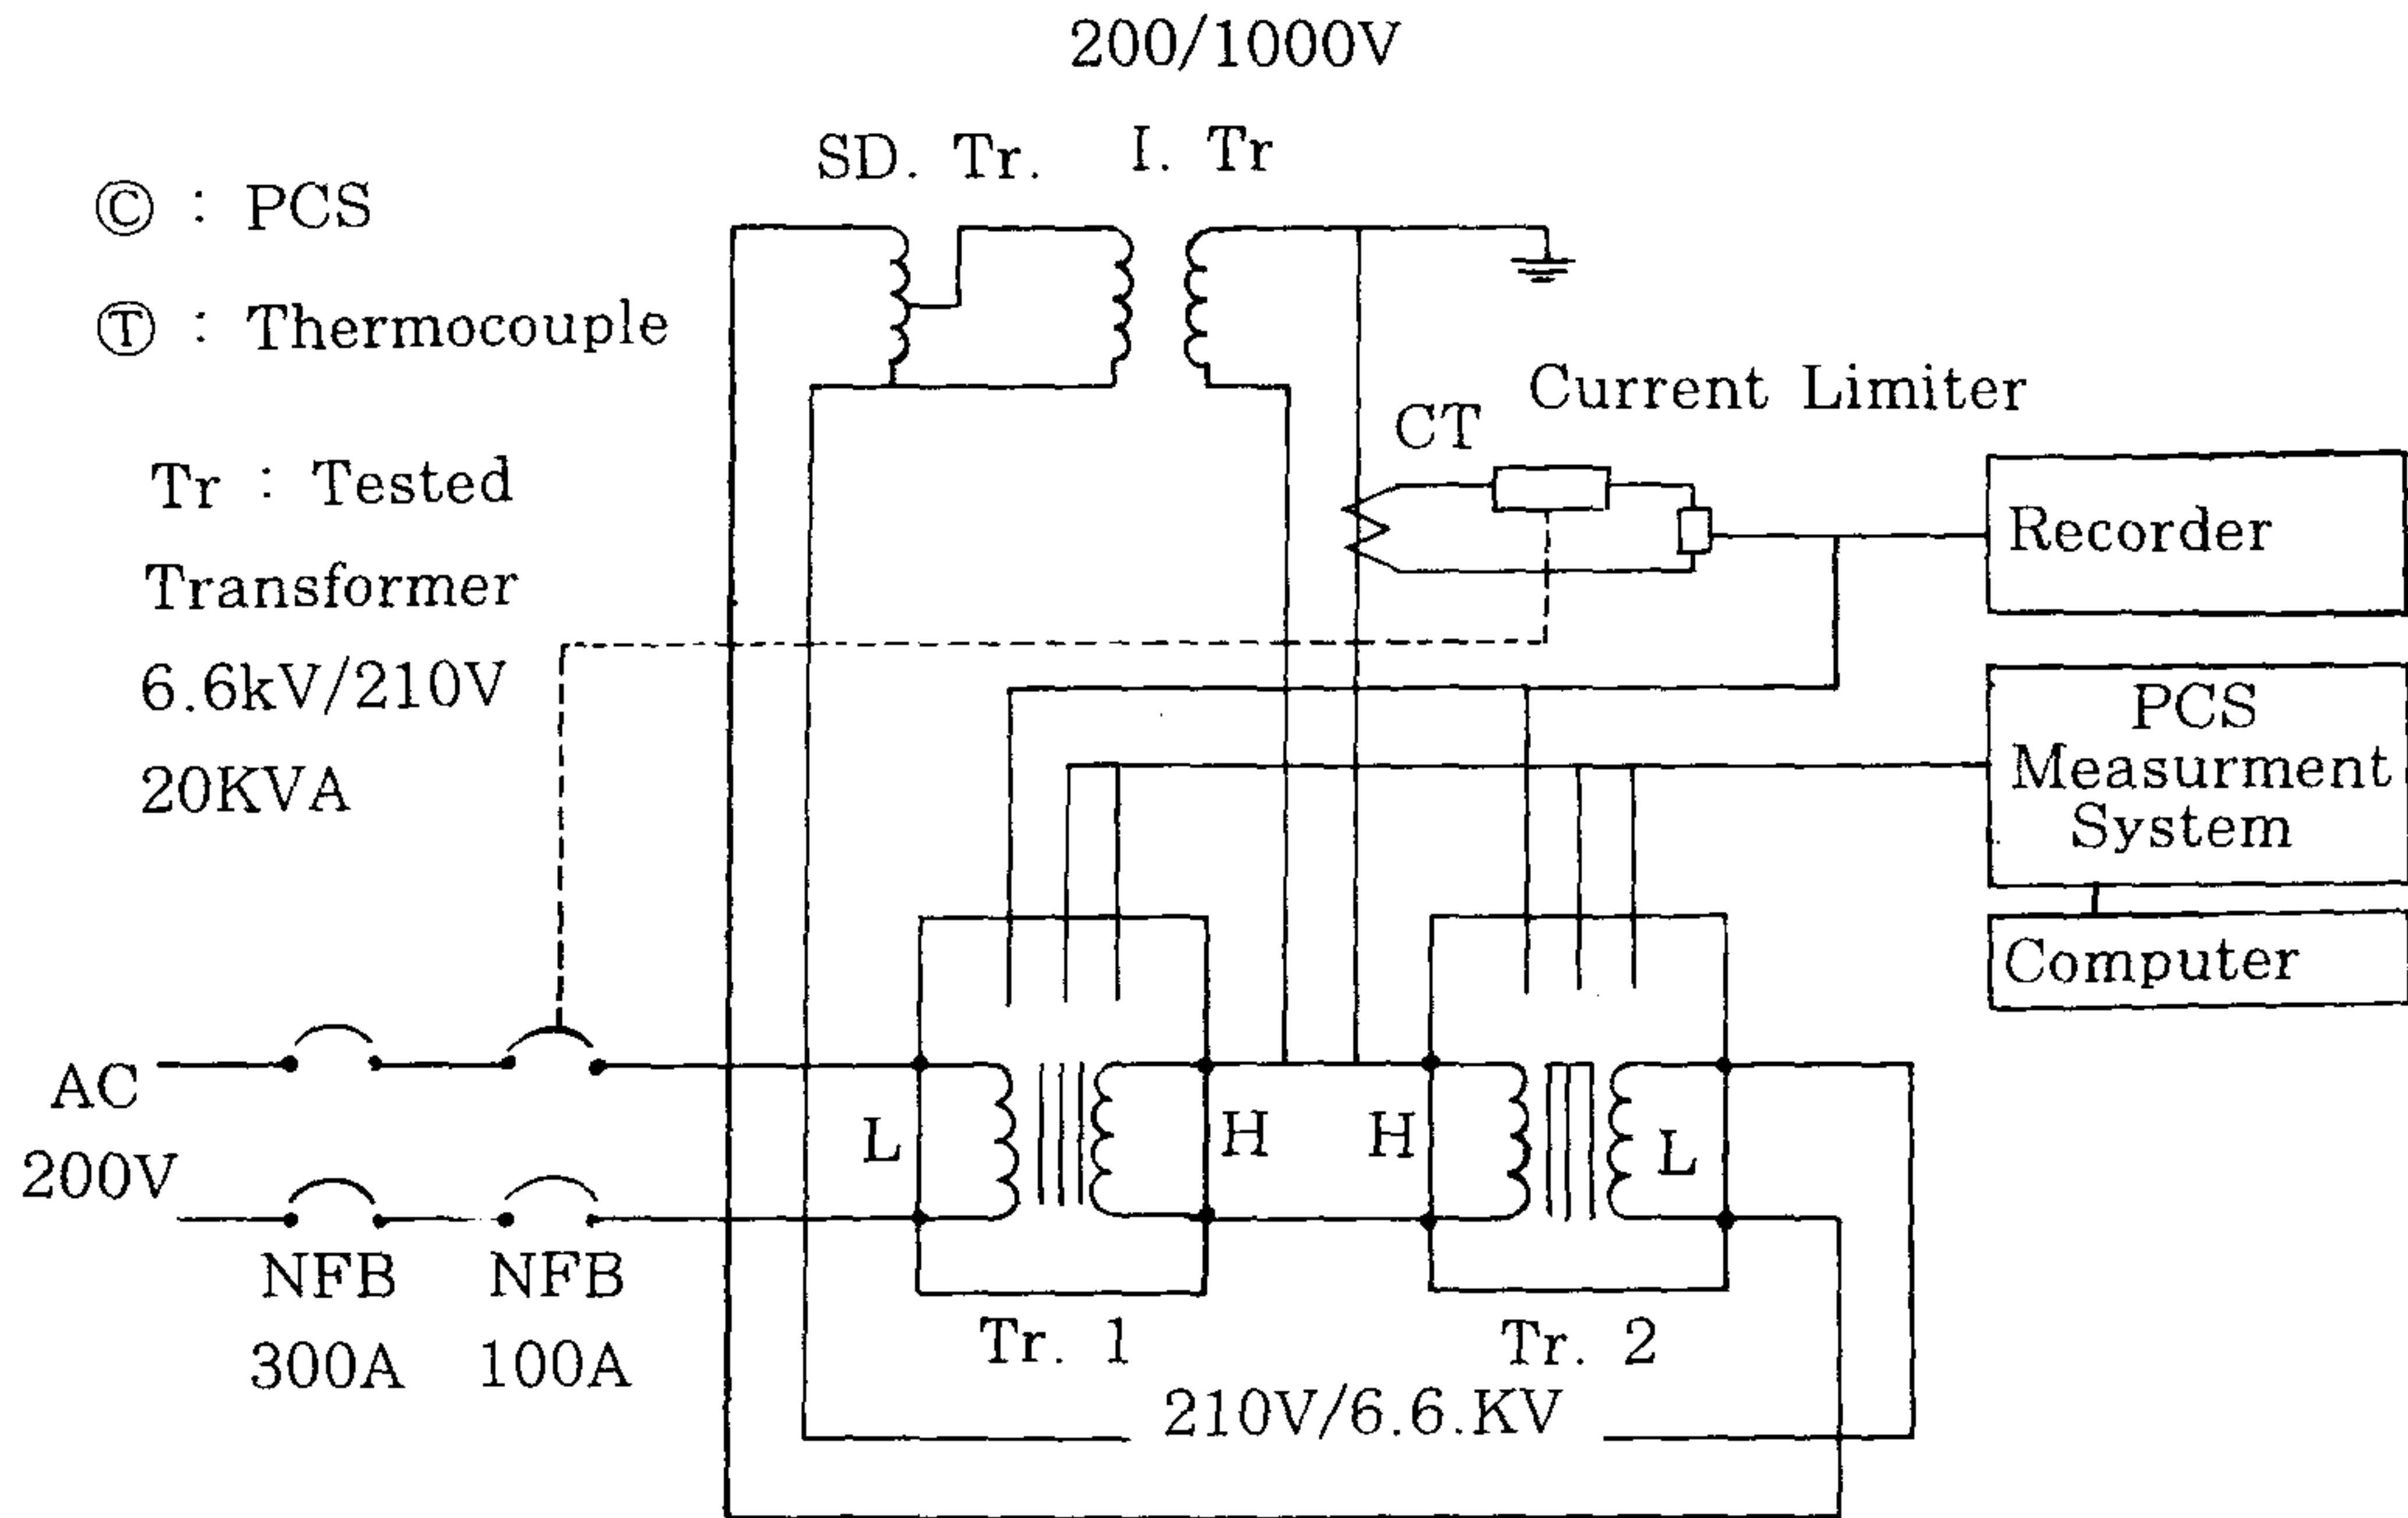 200/1000V
SD. Tr.
I. Tr
Ⓒ : PCS
Ⓣ : Thermocouple
Tr : Tested
Transformer
6.6kV/210V
20KVA
CT
Current Limiter
Recorder
PCS
Measurment
System
Computer
AC
200V
NFB
300A
NFB
100A
L
H
H
L
Tr. 1
Tr. 2
210V/6.6.KV